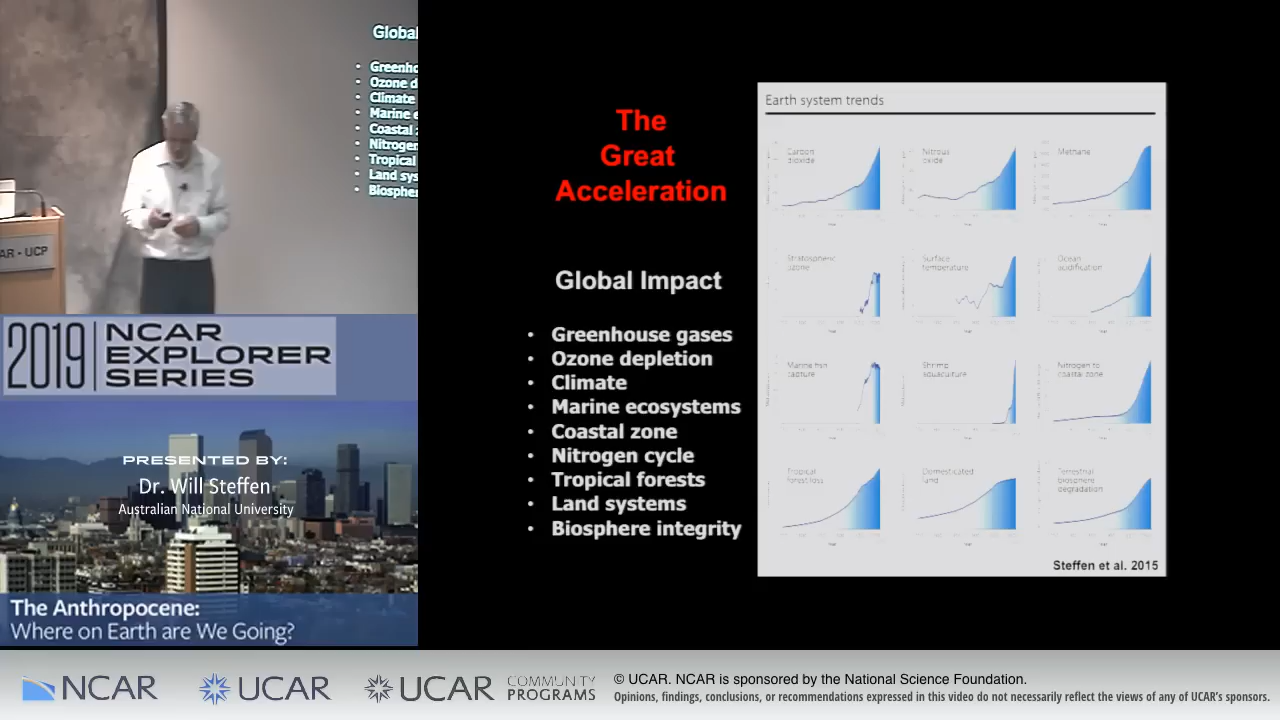 Global
Greenho
Ozone d
Climate
Marine e
Coastal
Nitrogen
Tropical
Land sys
Biosphe
AR - UCP
2019 NCAR
EXPLORER
SERIES
PRESENTED BY:
Dr. Will Steffen
Australian National University
The Anthropocene:
Where on Earth are We Going?
The
Great
Acceleration
Global Impact
• Greenhouse gases
• Ozone depletion
• Climate
• Marine ecosystems
• Coastal zone
• Nitrogen cycle
• Tropical forests
• Land systems
• Biosphere integrity
Earth system trends
Carbon
dioxide
Nitrous
oxide
Methane
Stratospheric
ozone
Surface
temperature
Ocean
acidification
Marine fish
capture
Shrimp
aquaculture
Nitrogen to
coastal zone
Tropical
forest loss
Domesticated
land
Terrestrial
biosphere
degradation
Steffen et al. 2015
NCAR
UCAR
UCAR COMMUNITY
PROGRAMS
© UCAR. NCAR is sponsored by the National Science Foundation.
Opinions, findings, conclusions, or recommendations expressed in this video do not necessarily reflect the views of any of UCAR's sponsors.